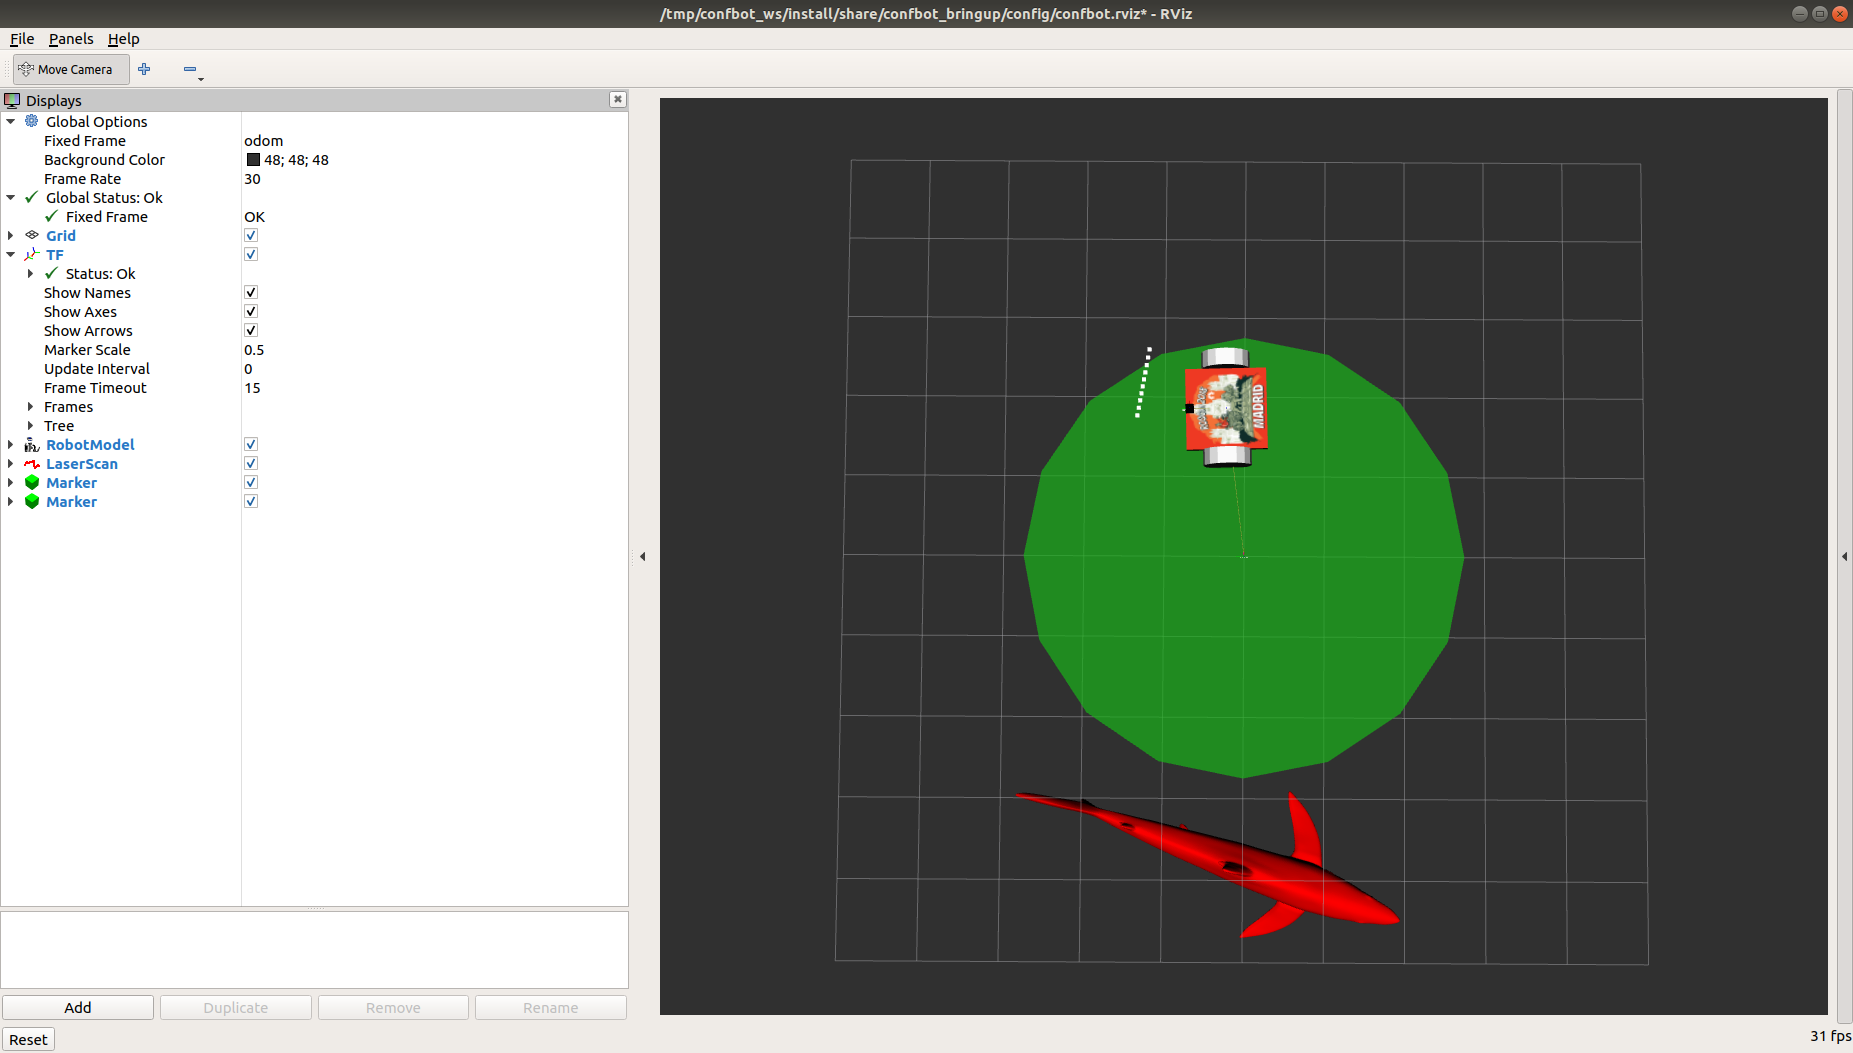 /tmp/confbot_ws/install/share/confbot_bringup/config/confbot.rviz* - RViz
File Panels Help
Move Camera
Displays
Global Options
Fixed Frame odom
Background Color 48; 48; 48
Frame Rate 30
Global Status: Ok
Fixed Frame OK
Grid
TF
Status: Ok
Show Names
Show Axes
Show Arrows
Marker Scale 0.5
Update Interval 0
Frame Timeout 15
Frames
Tree
RobotModel
LaserScan
Marker
Marker
MADRID
Add Duplicate Remove Rename
Reset
31 fps